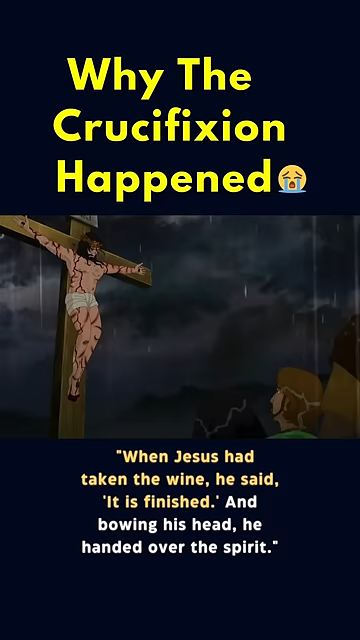 Why The
Crucifixion
Happened😭
"When Jesus had
taken the wine, he said,
'It is finished.' And
bowing his head, he
handed over the spirit."